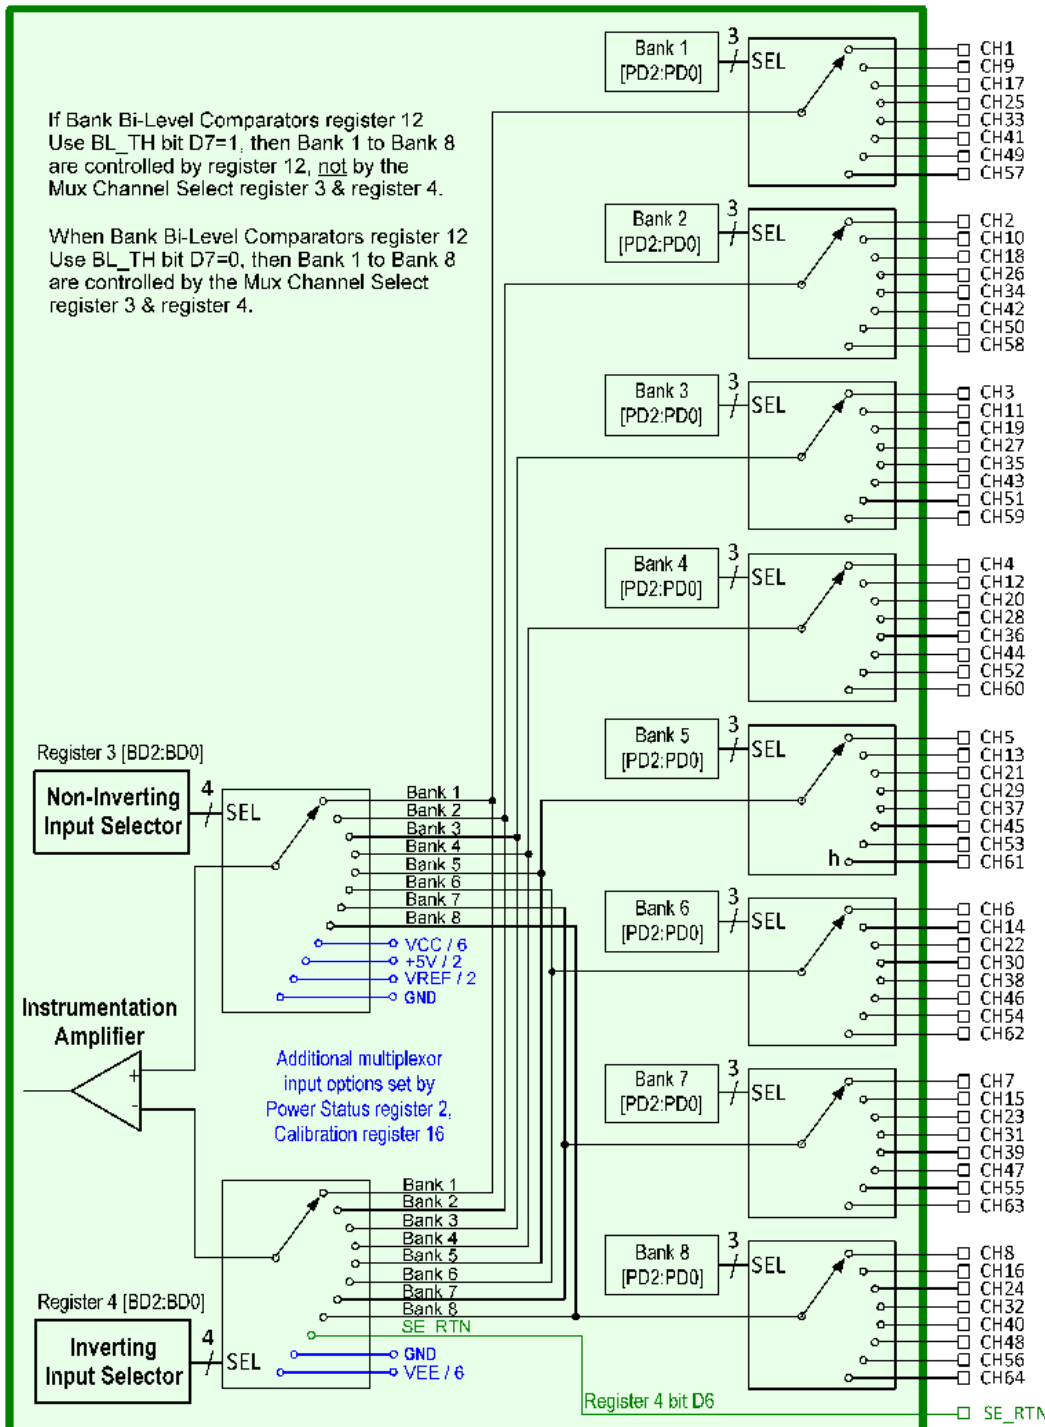 If Bank Bi-Level Comparators register 12
Use BL_TH bit D7=1, then Bank 1 to Bank 8
are controlled by register 12, not by the
Mux Channel Select register 3 & register 4.
When Bank Bi-Level Comparators register 12
Use BL_TH bit D7=0, then Bank 1 to Bank 8
are controlled by the Mux Channel Select
register 3 & register 4.
Bank 1
[PD2:PD0]
3
SEL
CH1
CH9
CH17
CH25
CH33
CH41
CH49
CH57
Bank 2
[PD2:PD0]
3
SEL
CH2
CH10
CH18
CH26
CH34
CH42
CH50
CH58
Bank 3
[PD2:PD0]
3
SEL
CH3
CH11
CH19
CH27
CH35
CH43
CH51
CH59
Bank 4
[PD2:PD0]
3
SEL
CH4
CH12
CH20
CH28
CH36
CH44
CH52
CH60
Bank 5
[PD2:PD0]
3
SEL
h
CH5
CH13
CH21
CH29
CH37
CH45
CH53
CH61
Bank 6
[PD2:PD0]
3
SEL
CH6
CH14
CH22
CH30
CH38
CH46
CH54
CH62
Bank 7
[PD2:PD0]
3
SEL
CH7
CH15
CH23
CH31
CH39
CH47
CH55
CH63
Bank 8
[PD2:PD0]
3
SEL
CH8
CH16
CH24
CH32
CH40
CH48
CH56
CH64
Register 3 [BD2:BD0]
Non-Inverting
Input Selector
4
SEL
Bank 1
Bank 2
Bank 3
Bank 4
Bank 5
Bank 6
Bank 7
Bank 8
VCC / 6
+5V / 2
VREF / 2
GND
Instrumentation
Amplifier
+
-
Additional multiplexor
input options set by
Power Status register 2,
Calibration register 16
Register 4 [BD2:BD0]
Inverting
Input Selector
4
SEL
Bank 1
Bank 2
Bank 3
Bank 4
Bank 5
Bank 6
Bank 7
Bank 8
SE_RTN
GND
VEE / 6
Register 4 bit D6
SE_RTN